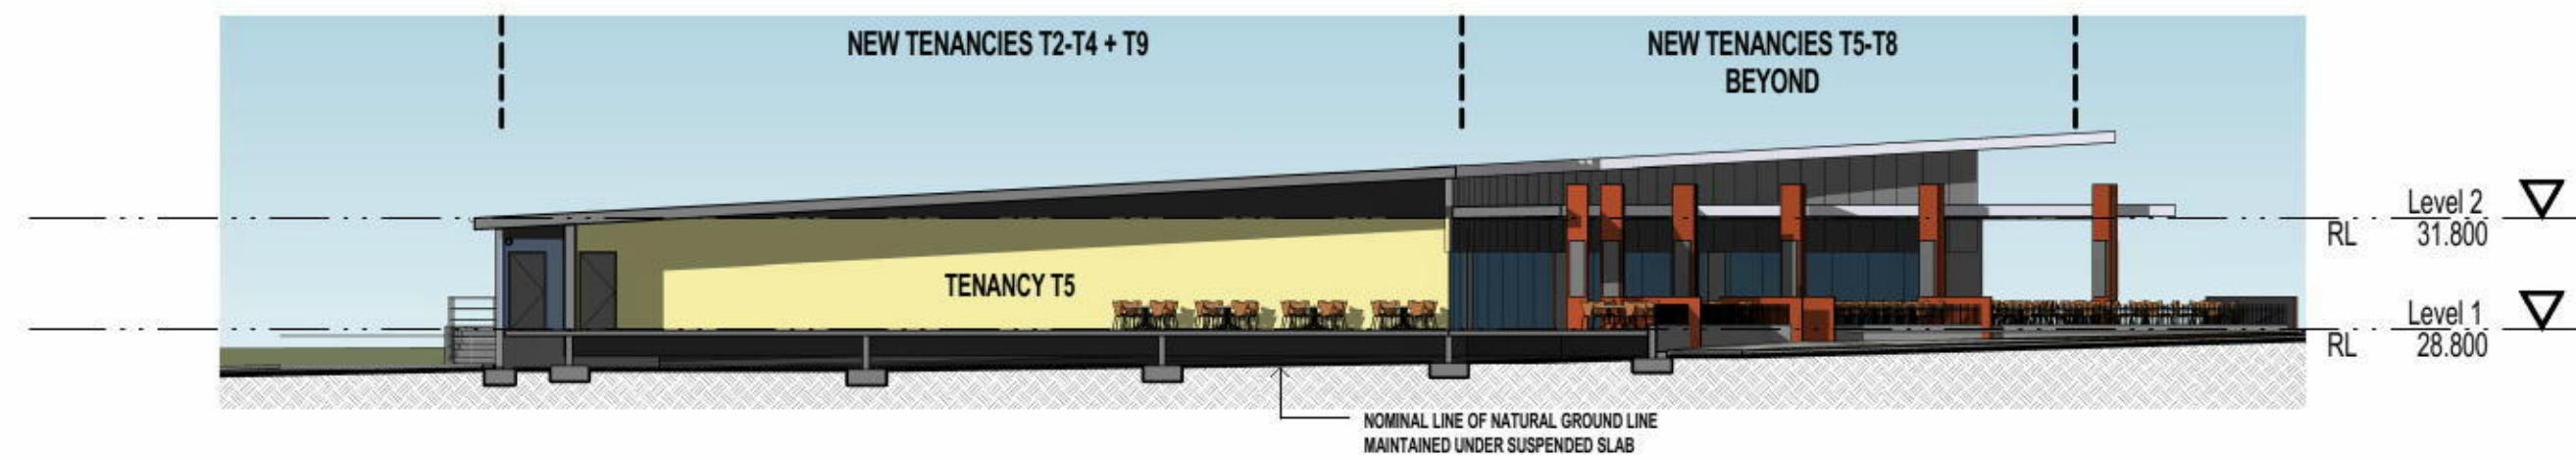 NEW TENANCIES T2-T4 + T9
NEW TENANCIES T5-T8
BEYOND
TENANCY T5
Level 2
RL 31.800
Level 1
RL 28.800
NOMINAL LINE OF NATURAL GROUND LINE
MAINTAINED UNDER SUSPENDED SLAB